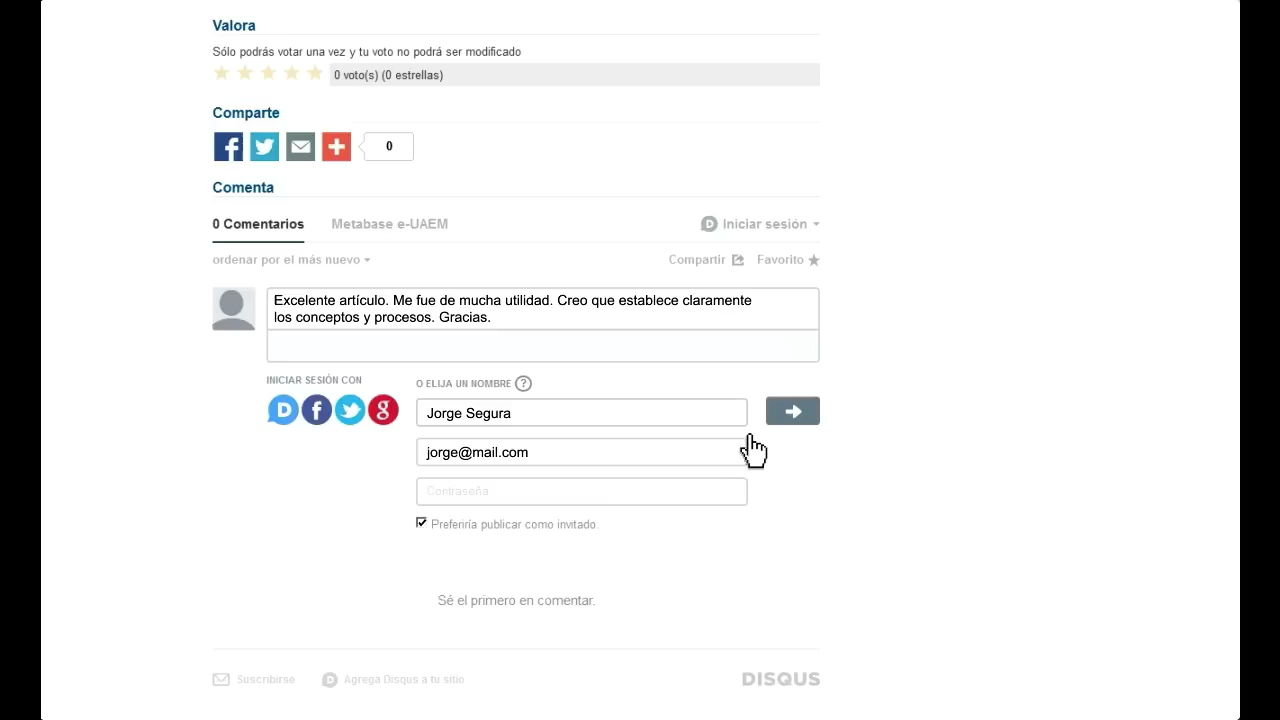 Valora
Sólo podrás votar una vez y tu voto no podrá ser modificado
0 voto(s) (0 estrellas)
Comparte
0
Comenta
0 Comentarios Metabase e-UAEM Iniciar sesión
ordenar por el más nuevo Compartir Favorito
Excelente artículo. Me fue de mucha utilidad. Creo que establece claramente
los conceptos y procesos. Gracias.
INICIAR SESIÓN CON
O ELIJA UN NOMBRE ?
Jorge Segura
jorge@mail.com
Contraseña
Preferiría publicar como invitado
Sé el primero en comentar.
Suscribirse Agrega Disqus a tu sitio DISQUS